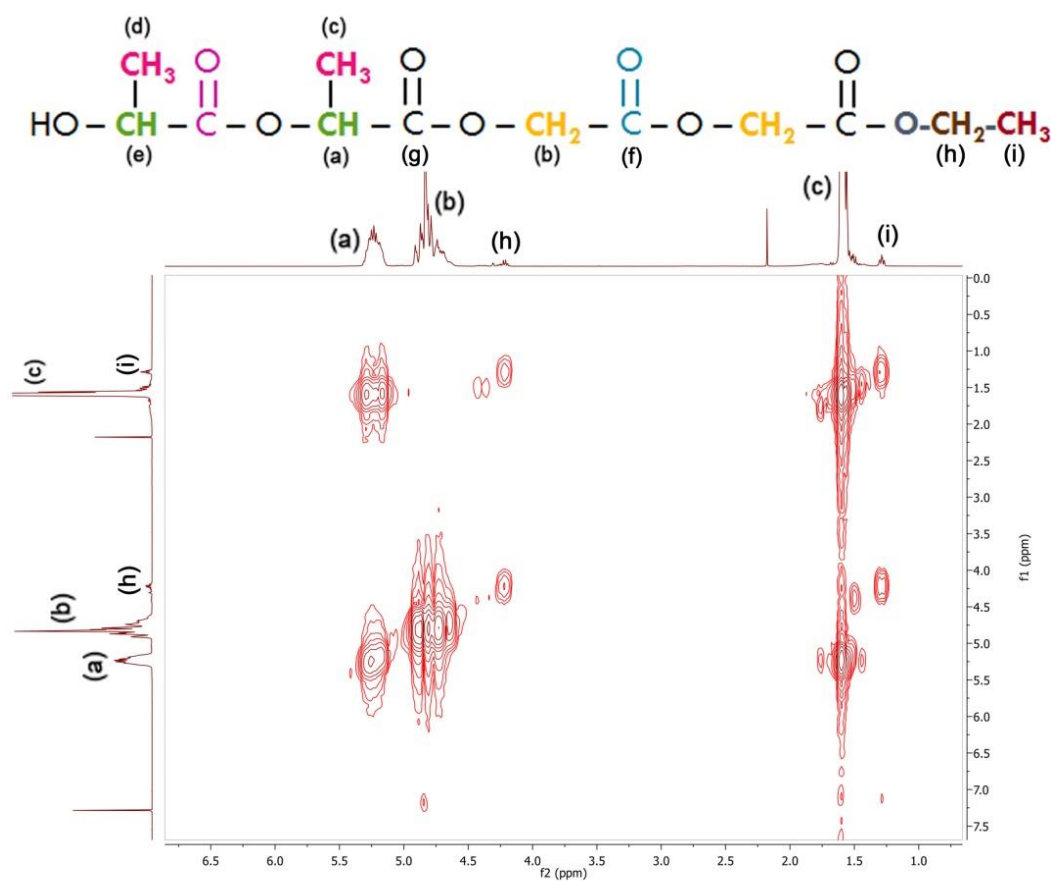 (d) (c)
CH₃ O CH₃ O O O
HO – CH – C – O – CH – C – O – CH₂ – C – O – CH₂ – C – O-CH₂-CH₃
(e) (a) (g) (b) (f) (h) (i)
(a) (b) (h) (c) (i)
(c) (i)
(h)
(b)
(a)
0.0
0.5
1.0
1.5
2.0
2.5
3.0
3.5
4.0
4.5
5.0
5.5
6.0
6.5
7.0
7.5
f1 (ppm)
6.5 6.0 5.5 5.0 4.5 4.0 3.5 3.0 2.5 2.0 1.5 1.0
f2 (ppm)